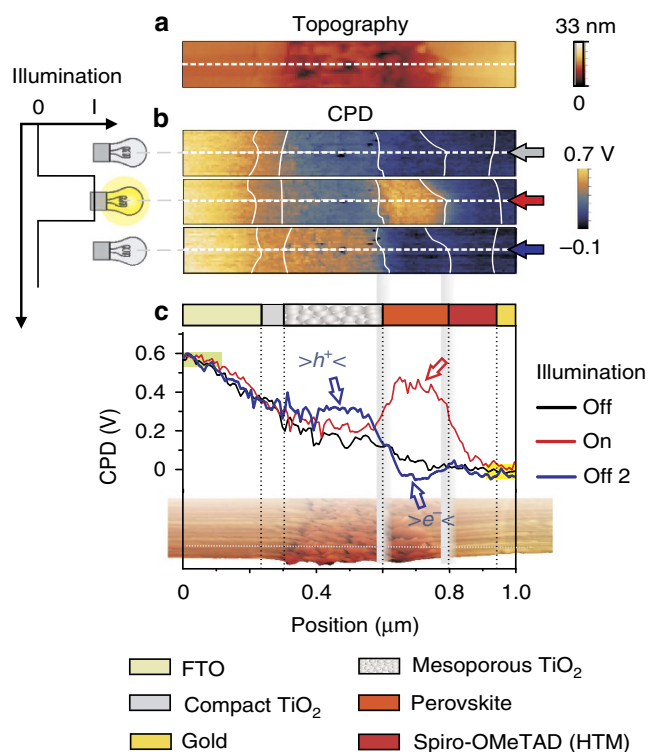 a
Topography
33 nm
0
Illumination
0
I
b
CPD
0.7 V
–0.1
c
0.6
0.4
0.2
0
CPD (V)
>h⁺<
>e⁻<
Illumination
Off
On
Off 2
0
0.4
0.6
0.8
1.0
Position (μm)
FTO
Mesoporous TiO₂
Compact TiO₂
Perovskite
Gold
Spiro-OMeTAD (HTM)